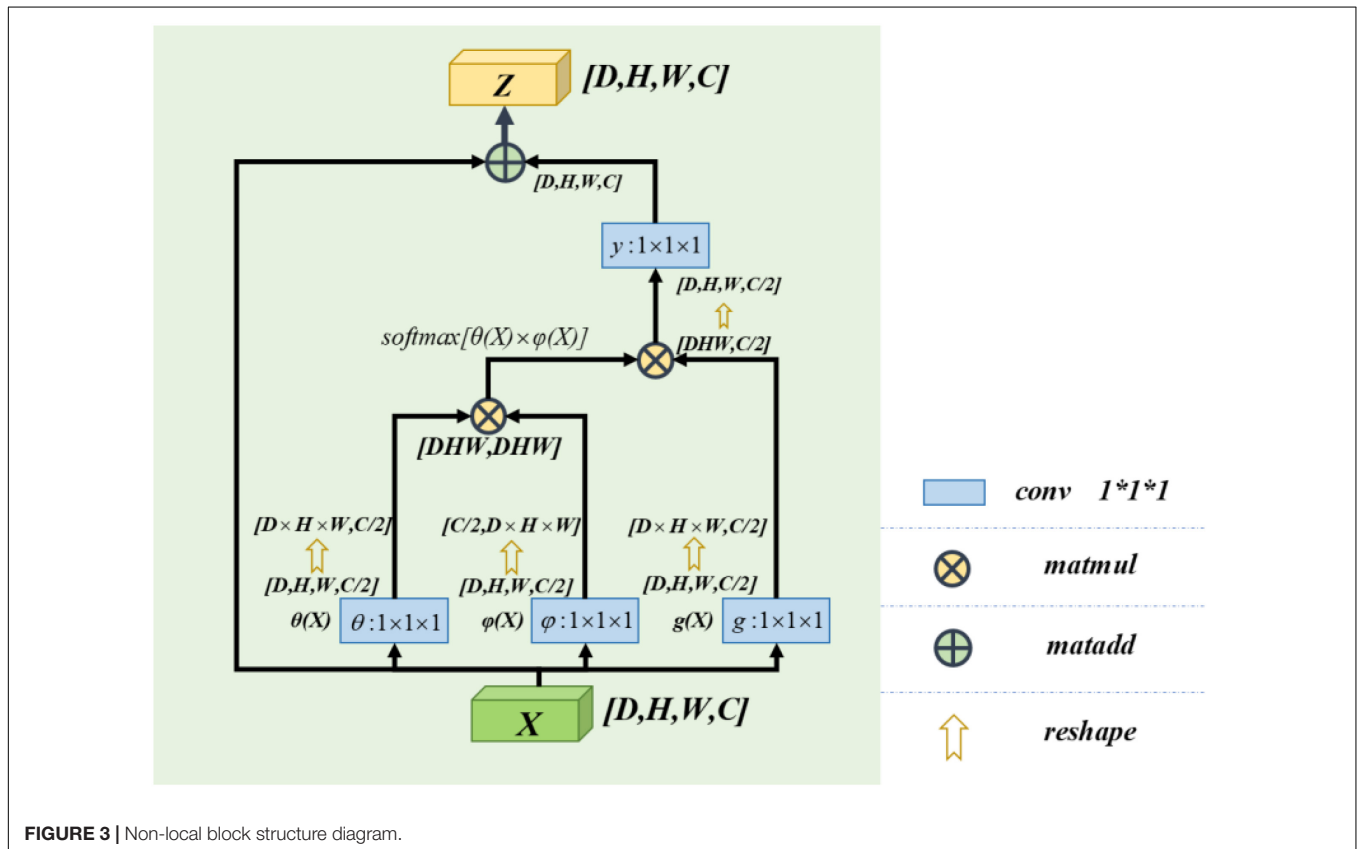 Z [D,H,W,C]
[D,H,W,C]
y:1×1×1
[D,H,W,C/2]
softmax[θ(X)×φ(X)]
[DHW,C/2]
[DHW,DHW]
[D×H×W,C/2] [C/2,D×H×W] [D×H×W,C/2]
[D,H,W,C/2] [D,H,W,C/2] [D,H,W,C/2]
θ(X) θ:1×1×1 φ(X) φ:1×1×1 g(X) g:1×1×1
X [D,H,W,C]
conv 1*1*1
matmul
matadd
reshape
FIGURE 3 | Non-local block structure diagram.